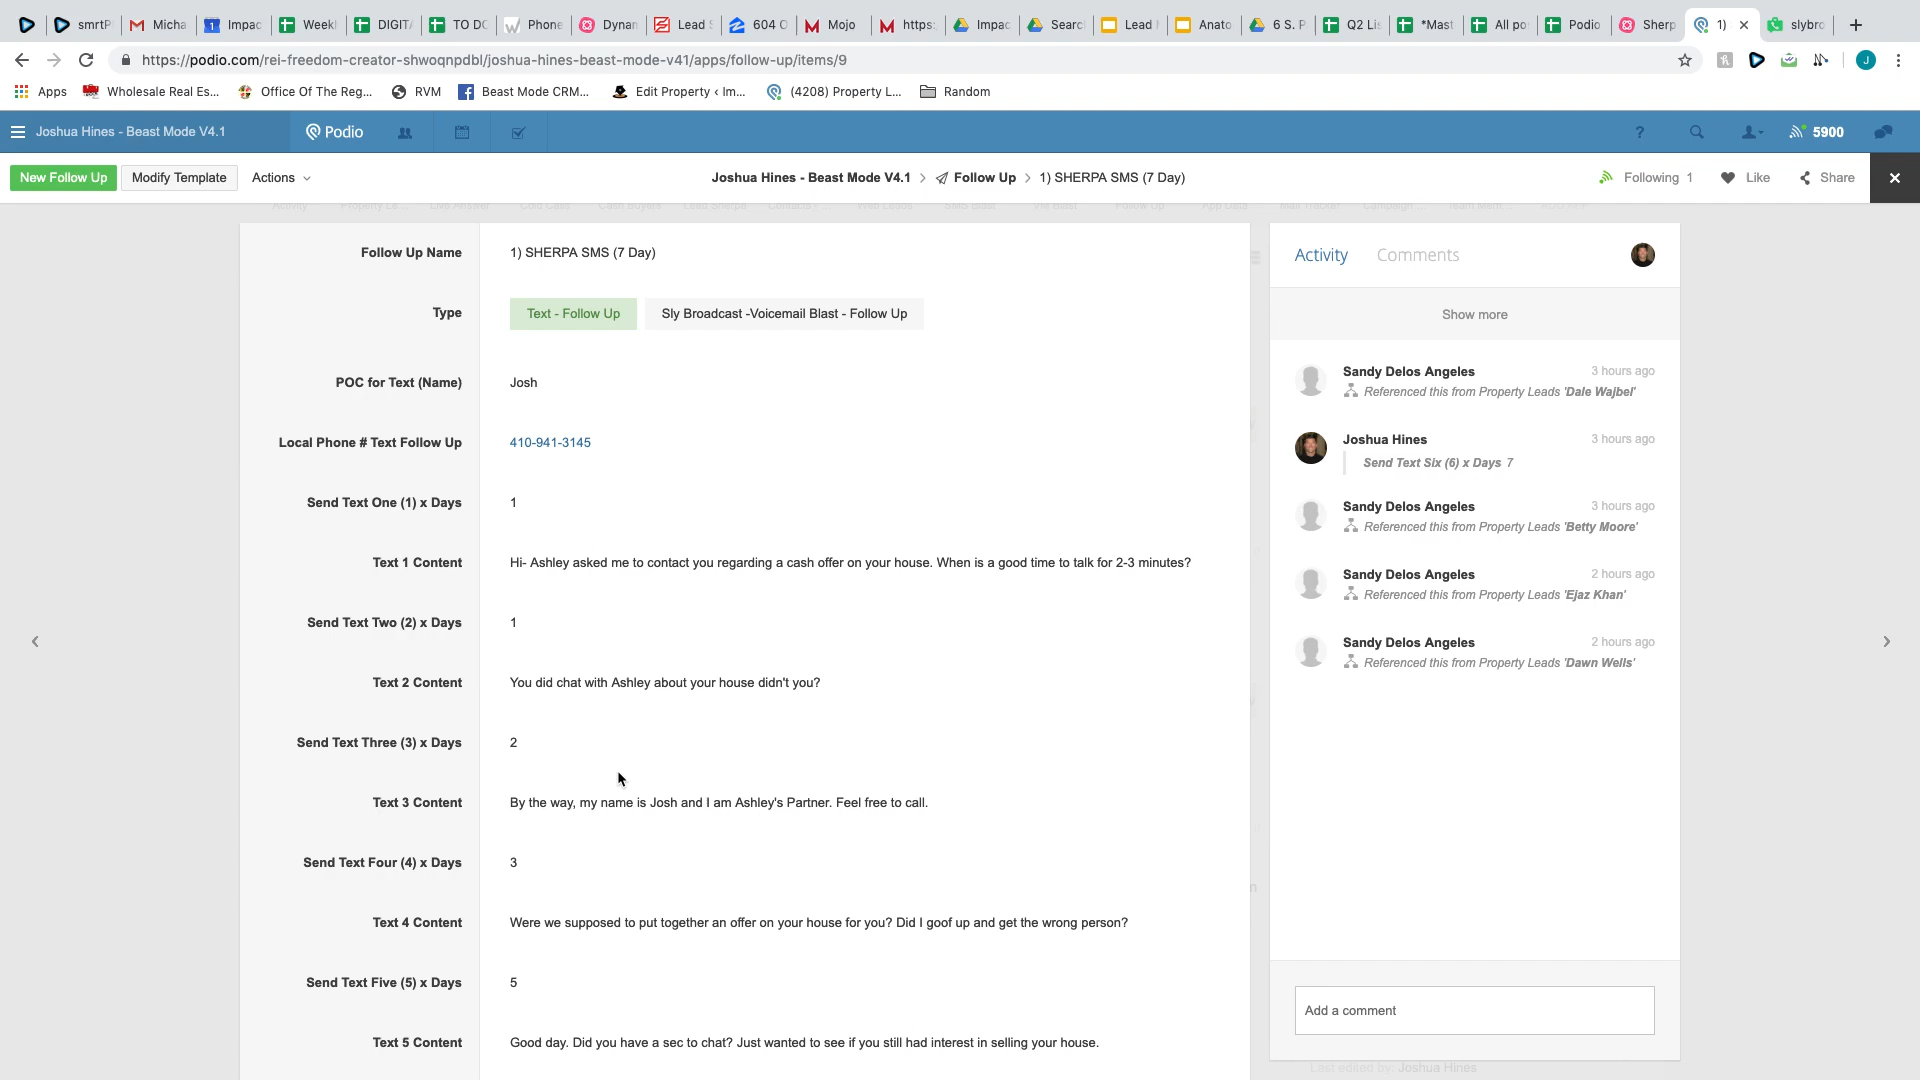 smrtP
Micha
Impac
Week
DIGIT
TO DO
Phone
Dynan
Lead S
604 O
Mojo
https:
Impac
Searc
Lead
Anato
6 S. P
Q2 Lis
*Mast
All po
Podio
Sherp
1)
slybro
https://podio.com/rei-freedom-creator-shwoqnpdbl/joshua-hines-beast-mode-v41/apps/follow-up/items/9
J
Apps
Wholesale Real Es...
Office Of The Reg...
RVM
Beast Mode CRM...
Edit Property ‹ Im...
(4208) Property L...
Random
Joshua Hines - Beast Mode V4.1
Podio
?
5900
New Follow Up
Modify Template
Actions
Joshua Hines - Beast Mode V4.1 > Follow Up > 1) SHERPA SMS (7 Day)
Following 1
Like
Share
Follow Up Name
1) SHERPA SMS (7 Day)
Type
Text - Follow Up
Sly Broadcast -Voicemail Blast - Follow Up
POC for Text (Name)
Josh
Local Phone # Text Follow Up
410-941-3145
Send Text One (1) x Days
1
Text 1 Content
Hi- Ashley asked me to contact you regarding a cash offer on your house. When is a good time to talk for 2-3 minutes?
Send Text Two (2) x Days
1
Text 2 Content
You did chat with Ashley about your house didn't you?
Send Text Three (3) x Days
2
Text 3 Content
By the way, my name is Josh and I am Ashley's Partner. Feel free to call.
Send Text Four (4) x Days
3
Text 4 Content
Were we supposed to put together an offer on your house for you? Did I goof up and get the wrong person?
Send Text Five (5) x Days
5
Text 5 Content
Good day. Did you have a sec to chat? Just wanted to see if you still had interest in selling your house.
Activity
Comments
Show more
Sandy Delos Angeles
3 hours ago
Referenced this from Property Leads 'Dale Wajbel'
Joshua Hines
3 hours ago
Send Text Six (6) x Days 7
Sandy Delos Angeles
3 hours ago
Referenced this from Property Leads 'Betty Moore'
Sandy Delos Angeles
2 hours ago
Referenced this from Property Leads 'Ejaz Khan'
Sandy Delos Angeles
2 hours ago
Referenced this from Property Leads 'Dawn Wells'
Add a comment
Last edited by: Joshua Hines